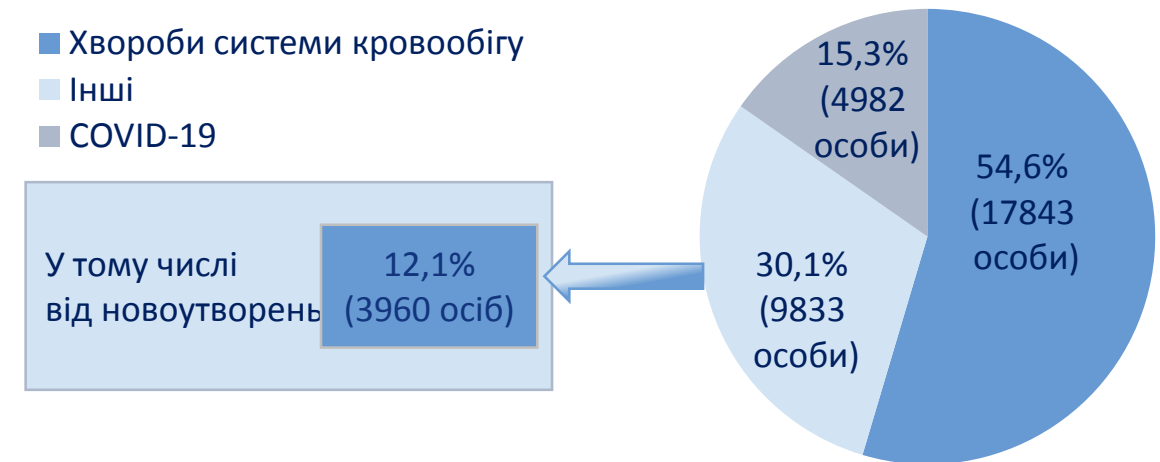 Хвороби системи кровообігу
Інші
COVID-19
У тому числі
від новоутворень
12,1%
(3960 осіб)
15,3%
(4982
особи)
54,6%
(17843
особи)
30,1%
(9833
особи)